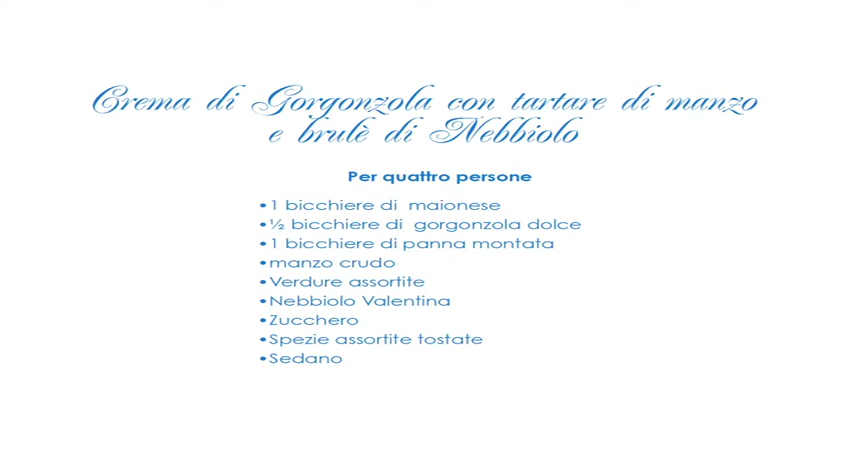 Crema di Gorgonzola con tartare di manzo
e brulè di Nebbiolo
Per quattro persone
•1 bicchiere di maionese
•½ bicchiere di gorgonzola dolce
•1 bicchiere di panna montata
•manzo crudo
•Verdure assortite
•Nebbiolo Valentina
•Zucchero
•Spezie assortite tostate
•Sedano